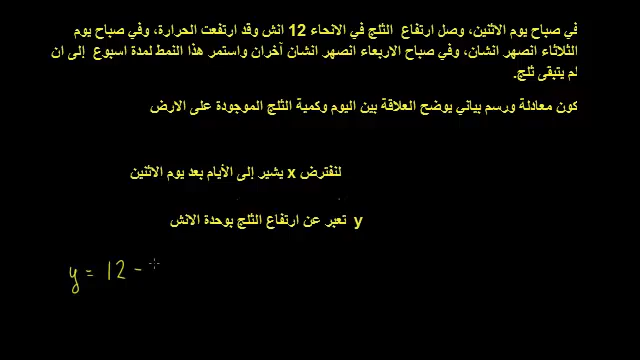 في صباح يوم الاثنين، وصل ارتفاع الثلج في الانحاء 12 انش وقد ارتفعت الحرارة، وفي صباح يوم
الثلاثاء انصهر انشان، وفي صباح الاربعاء انصهر انشان آخران واستمر هذا النمط لمدة اسبوع إلى ان
لم يتبقى ثلج.
كون معادلة ورسم بياني يوضح العلاقة بين اليوم وكمية الثلج الموجودة على الارض
لنفترض x يشير إلى الأيام بعد يوم الاثنين
y تعبر عن ارتفاع الثلج بوحدة الانش
y = 12 -